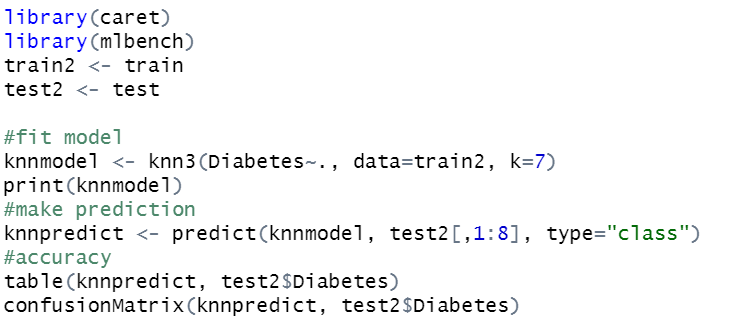 library(caret)
library(mlbench)
train2 <- train
test2 <- test
#fit model
knnmodel <- knn3(Diabetes~., data=train2, k=7)
print(knnmodel)
#make prediction
knnpredict <- predict(knnmodel, test2[,1:8], type="class")
#accuracy
table(knnpredict, test2$Diabetes)
confusionMatrix(knnpredict, test2$Diabetes)